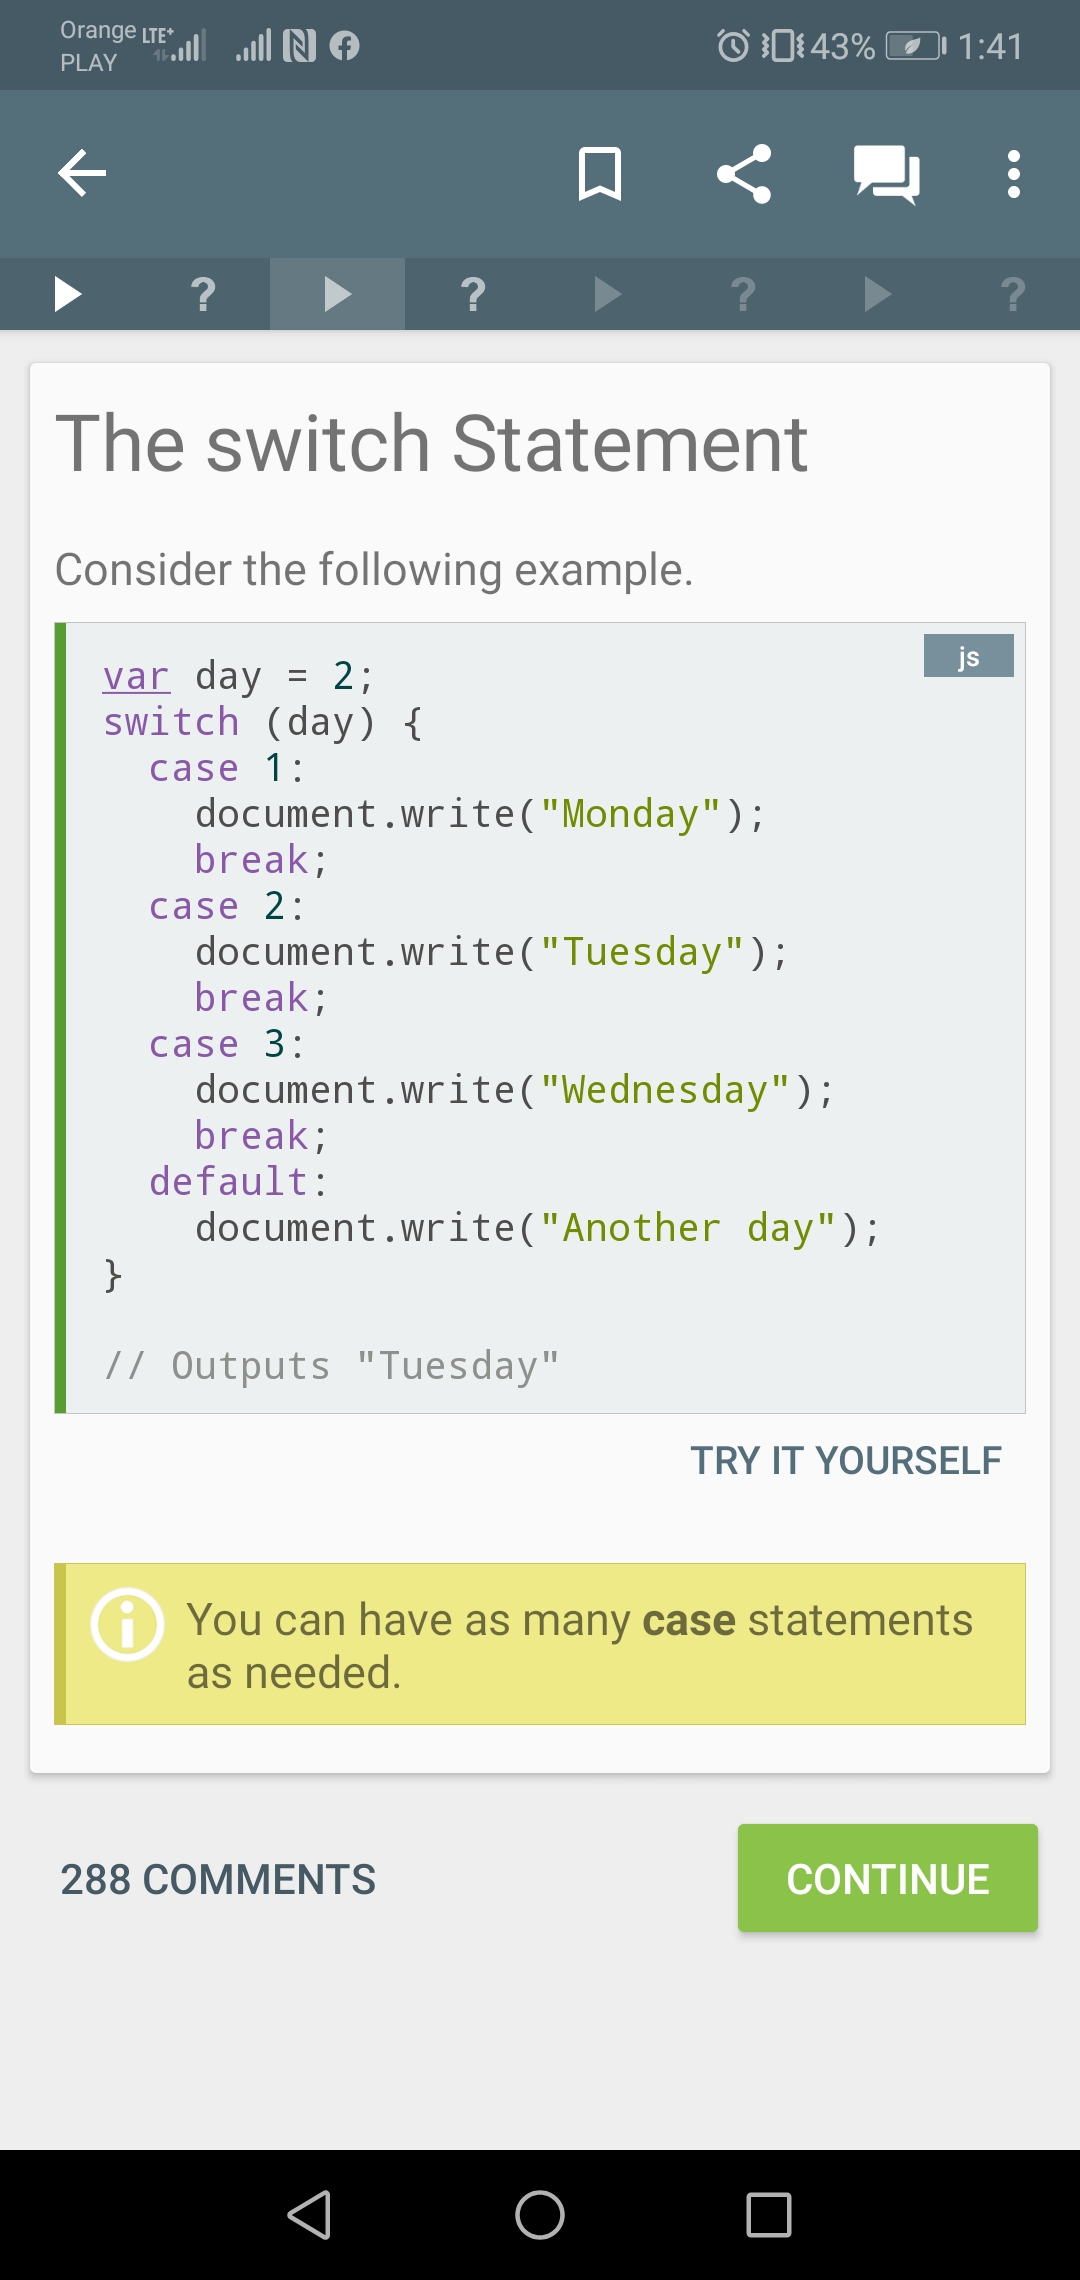 Orange LTE+
PLAY
43% 1:41
? ? ? ?
The switch Statement
Consider the following example.
js
var day = 2;
switch (day) {
  case 1:
    document.write("Monday");
    break;
  case 2:
    document.write("Tuesday");
    break;
  case 3:
    document.write("Wednesday");
    break;
  default:
    document.write("Another day");
}
// Outputs "Tuesday"
TRY IT YOURSELF
You can have as many case statements
as needed.
288 COMMENTS
CONTINUE